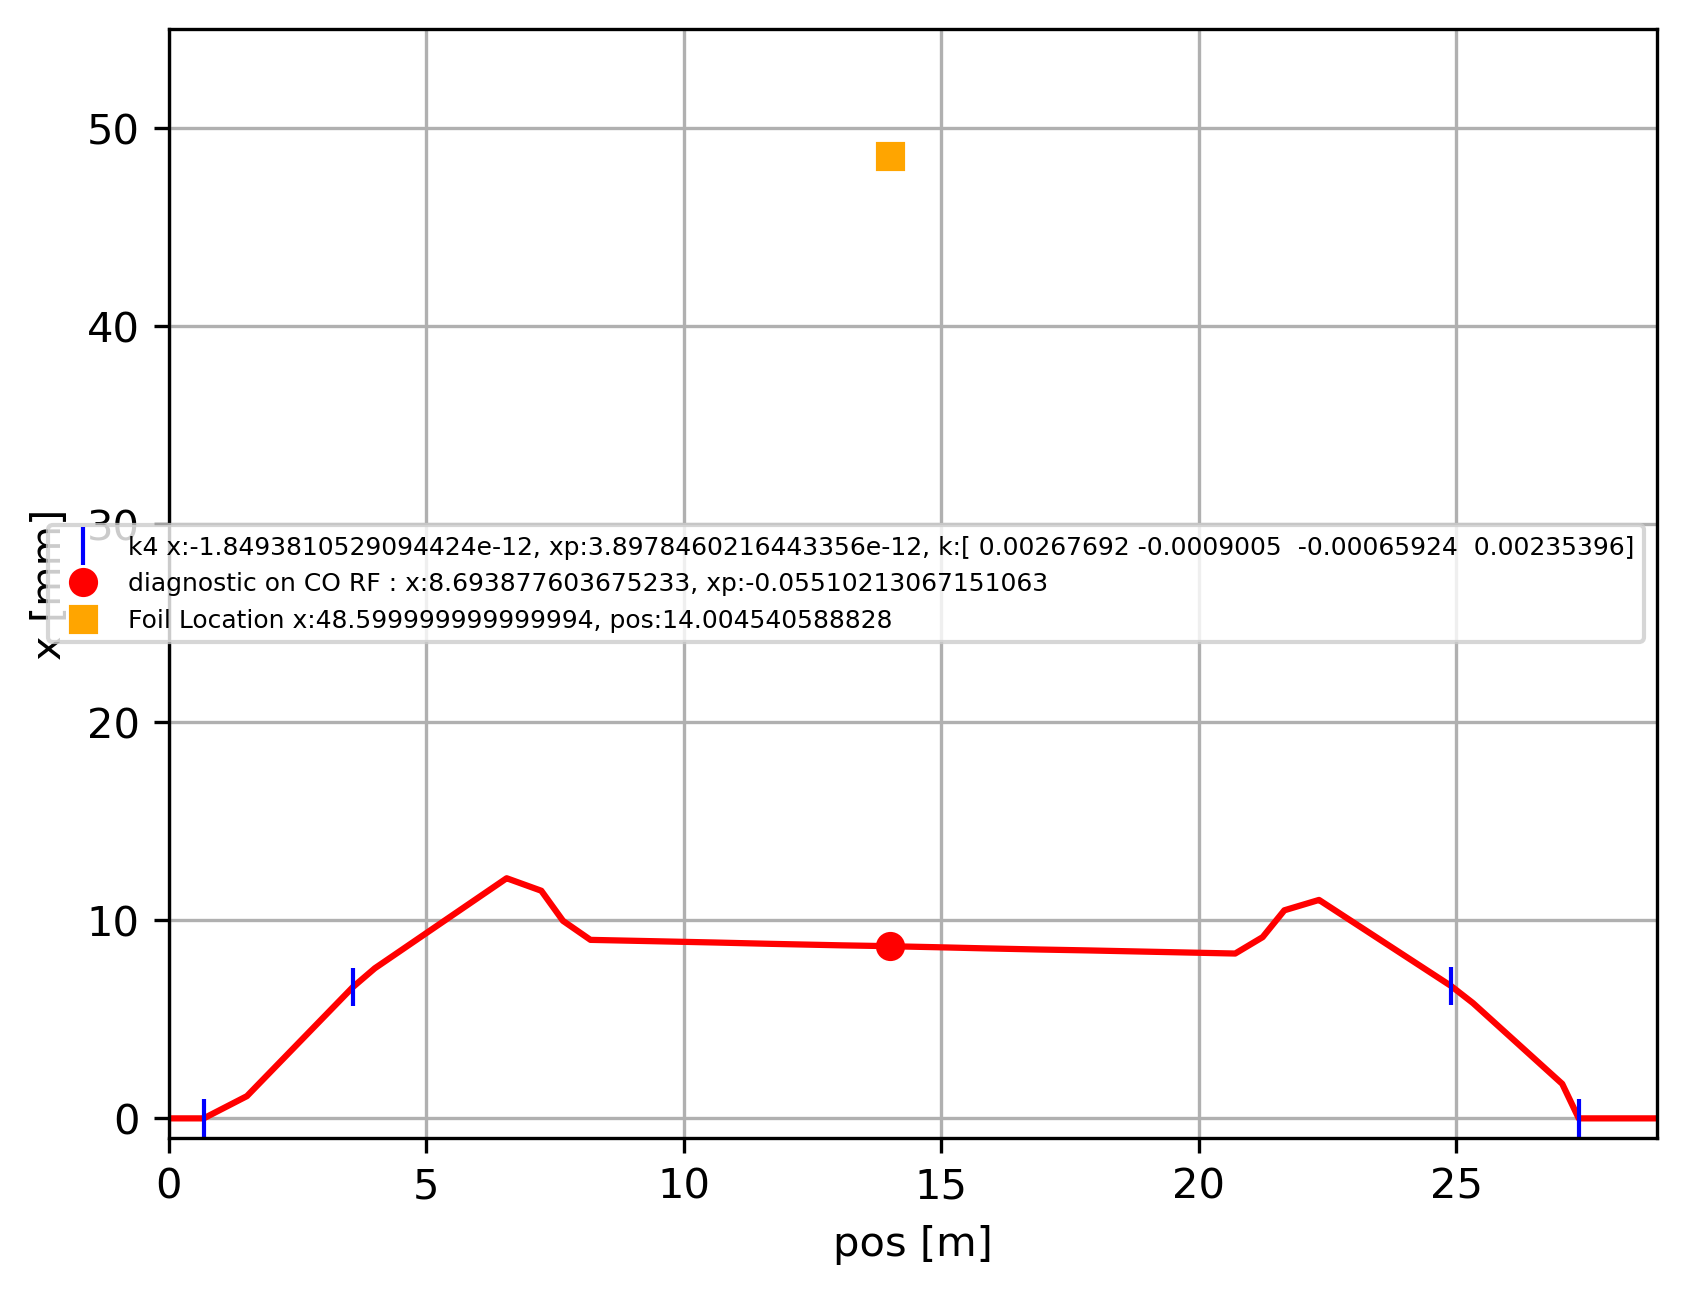 50
40
30
20
10
0
x [mm]
k4 x:-1.8493810529094424e-12, xp:3.8978460216443356e-12, k:[ 0.00267692 -0.0009005  -0.00065924  0.00235396]
diagnostic on CO RF : x:8.693877603675233, xp:-0.05510213067151063
Foil Location x:48.599999999999994, pos:14.004540588828
0 5 10 15 20 25
pos [m]